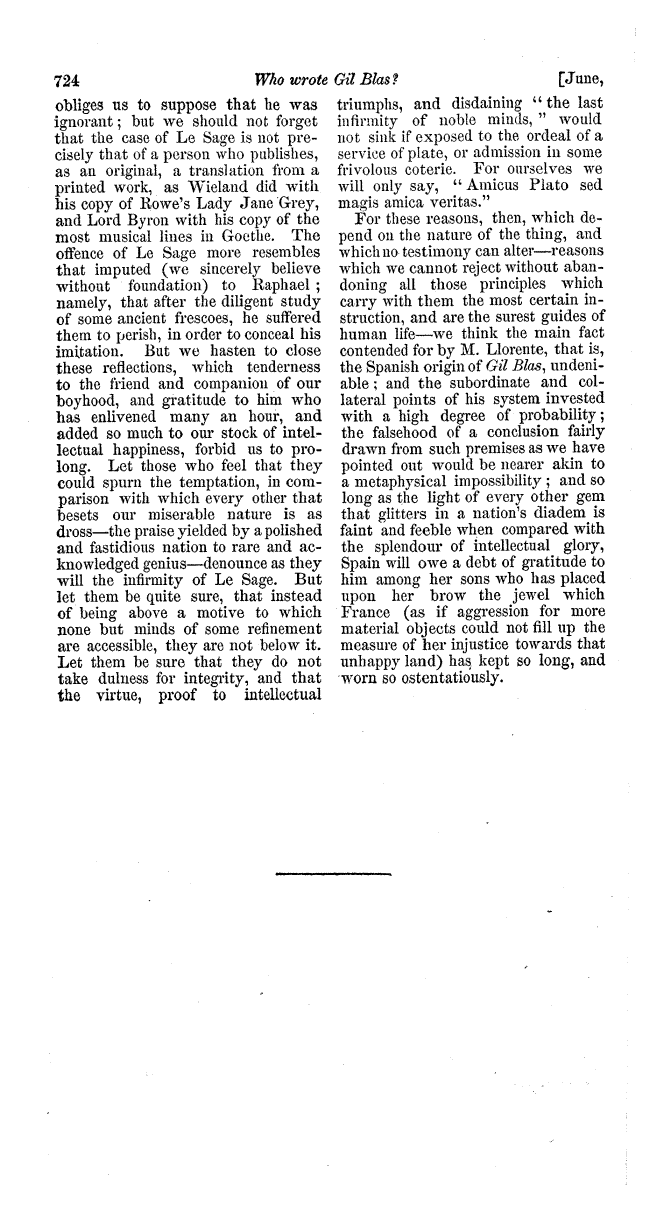 724 Who wrote Gil Blas? [June,
obliges us to suppose that he was
ignorant; but we should not forget
that the case of Le Sage is not pre-
cisely that of a person who publishes,
as an original, a translation from a
printed work, as Wieland did with
his copy of Rowe's Lady Jane Grey,
and Lord Byron with his copy of the
most musical lines in Goethe. The
offence of Le Sage more resembles
that imputed (we sincerely believe
without foundation) to Raphael;
namely, that after the diligent study
of some ancient frescoes, he suffered
them to perish, in order to conceal his
imitation. But we hasten to close
these reflections, which tenderness
to the friend and companion of our
boyhood, and gratitude to him who
has enlivened many an hour, and
added so much to our stock of intel-
lectual happiness, forbid us to pro-
long. Let those who feel that they
could spurn the temptation, in com-
parison with which every other that
besets our miserable nature is as
dross—the praise yielded by a polished
and fastidious nation to rare and ac-
knowledged genius—denounce as they
will the infirmity of Le Sage. But
let them be quite sure, that instead
of being above a motive to which
none but minds of some refinement
are accessible, they are not below it.
Let them be sure that they do not
take dulness for integrity, and that
the virtue, proof to intellectual
triumphs, and disdaining "the last
infirmity of noble minds," would
not sink if exposed to the ordeal of a
service of plate, or admission in some
frivolous coterie. For ourselves we
will only say, "Amicus Plato sed
magis amica veritas."
For these reasons, then, which de-
pend on the nature of the thing, and
which no testimony can alter—reasons
which we cannot reject without aban-
doning all those principles which
carry with them the most certain in-
struction, and are the surest guides of
human life—we think the main fact
contended for by M. Llorente, that is,
the Spanish origin of Gil Blas, undeni-
able; and the subordinate and col-
lateral points of his system invested
with a high degree of probability;
the falsehood of a conclusion fairly
drawn from such premises as we have
pointed out would be nearer akin to
a metaphysical impossibility; and so
long as the light of every other gem
that glitters in a nation's diadem is
faint and feeble when compared with
the splendour of intellectual glory,
Spain will owe a debt of gratitude to
him among her sons who has placed
upon her brow the jewel which
France (as if aggression for more
material objects could not fill up the
measure of her injustice towards that
unhappy land) has kept so long, and
worn so ostentatiously.